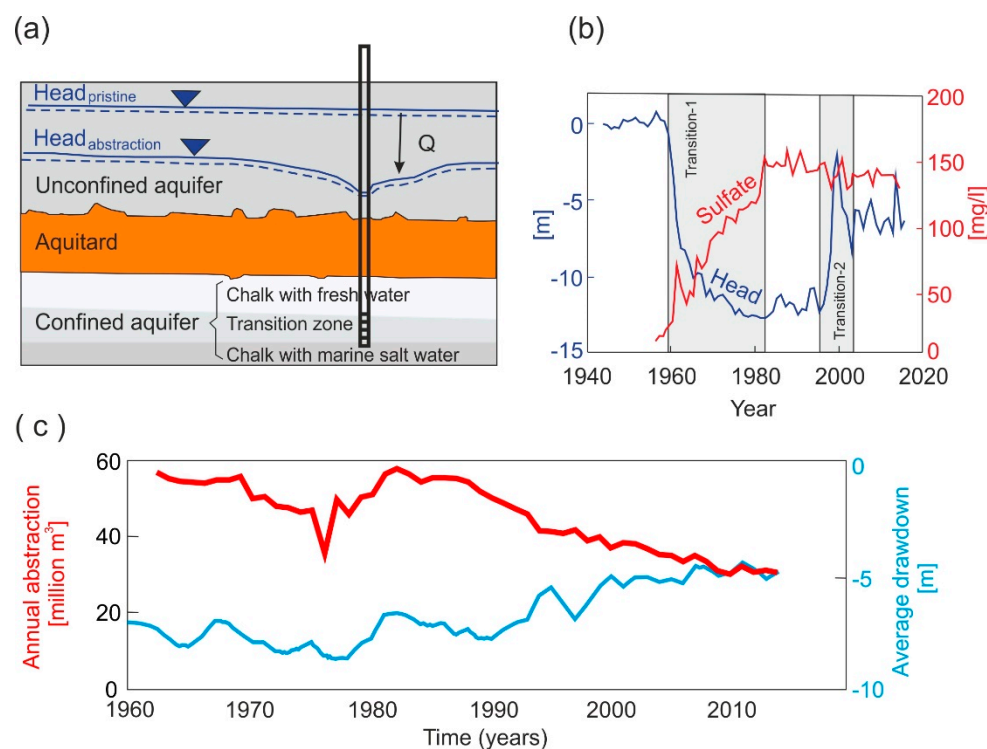 (a)
Head pristine
Head abstraction
Q
Unconfined aquifer
Aquitard
Chalk with fresh water
Confined aquifer { Transition zone
Chalk with marine salt water
(b)
200
150
100
50
0
[mg/l]
0
-5
-10
-15
[m]
Transition-1
Sulfate
Head
Transition-2
1940 1960 1980 2000 2020
Year
( c )
60
40
20
0
Annual abstraction
[million m³]
0
-5
-10
Average drawdown
[m]
1960 1970 1980 1990 2000 2010
Time (years)